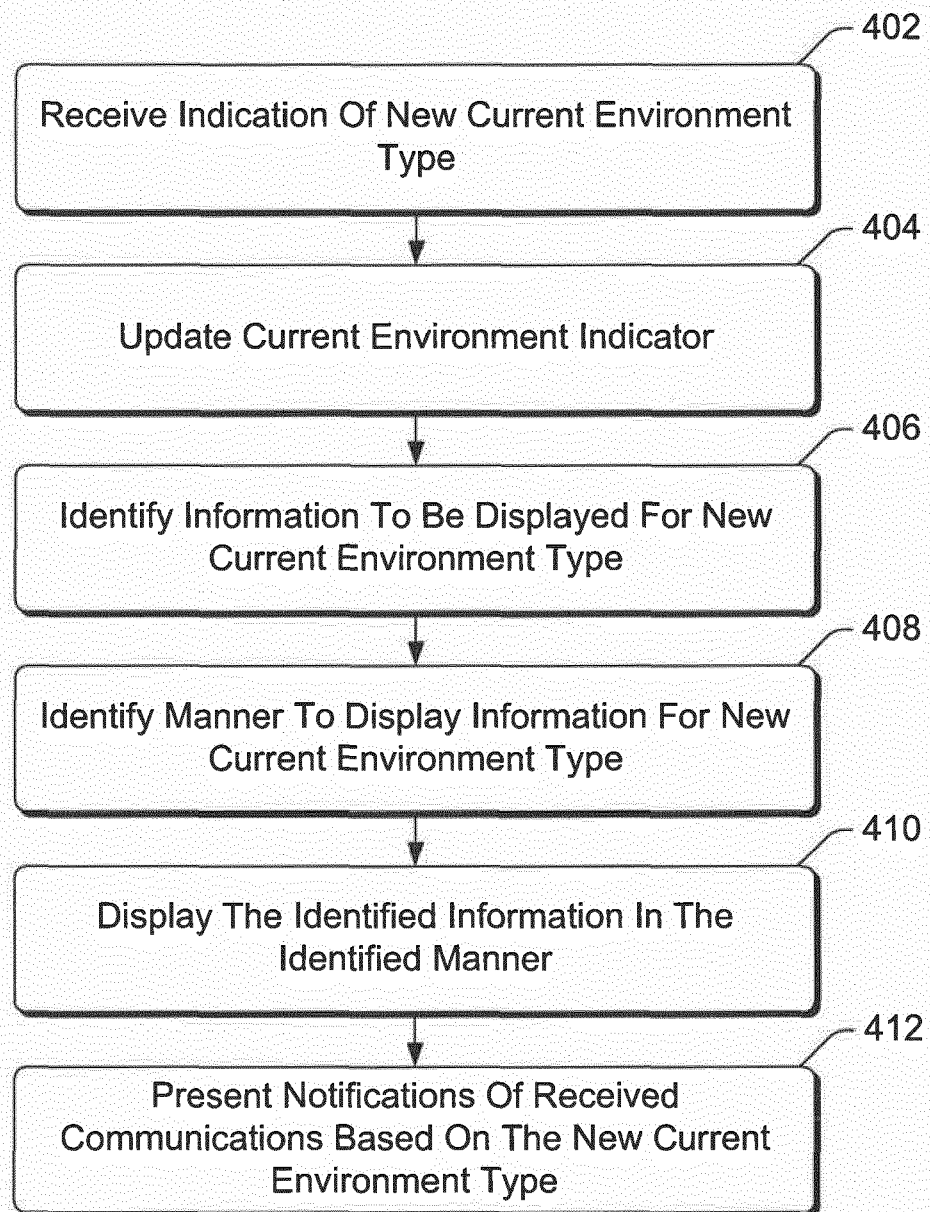 402
Receive Indication Of New Current Environment
Type
404
Update Current Environment Indicator
406
Identify Information To Be Displayed For New
Current Environment Type
408
Identify Manner To Display Information For New
Current Environment Type
410
Display The Identified Information In The
Identified Manner
412
Present Notifications Of Received
Communications Based On The New Current
Environment Type